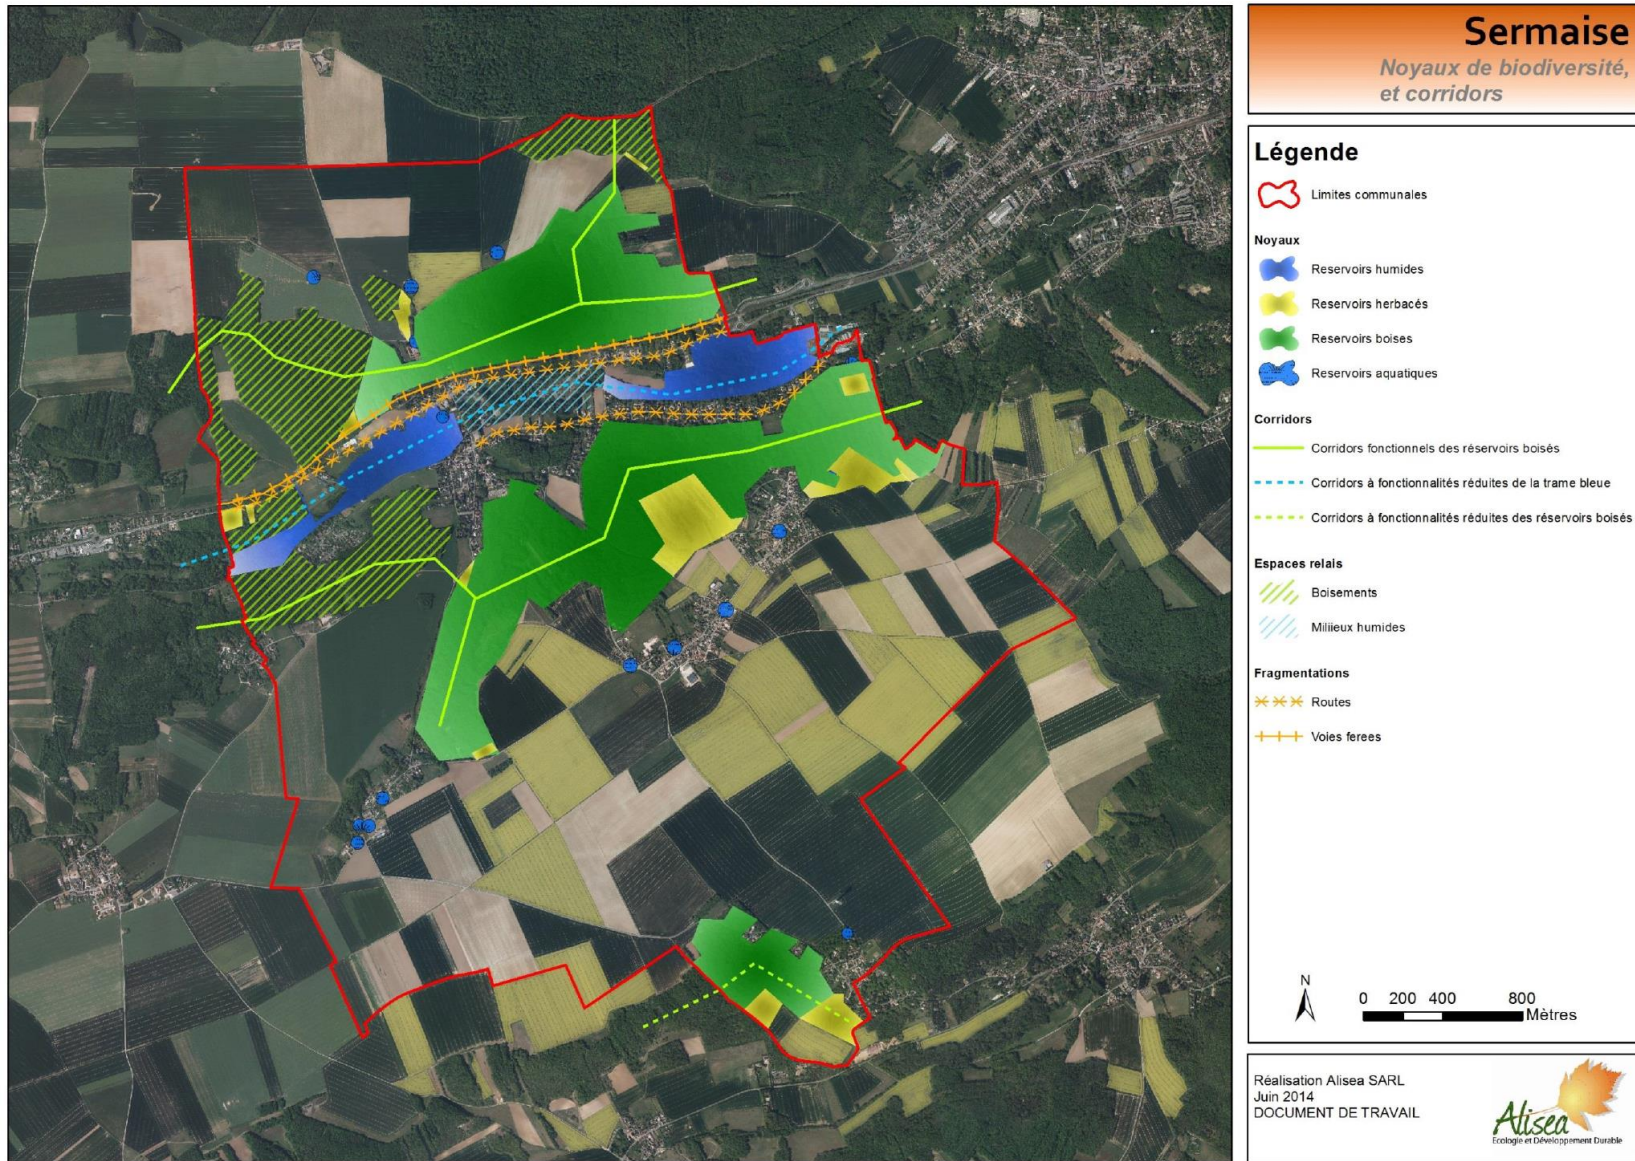 Sermaise
Noyaux de biodiversité,
et corridors
Légende
Limites communales
Noyaux
Reservoirs humides
Reservoirs herbacés
Reservoirs boises
Reservoirs aquatiques
Corridors
Corridors fonctionnels des réservoirs boisés
Corridors à fonctionnalités réduites de la trame bleue
Corridors à fonctionnalités réduites des réservoirs boisés
Espaces relais
Boisements
Miliieux humides
Fragmentations
Routes
Voies ferees
N
0 200 400 800
Mètres
Réalisation Alisea SARL
Juin 2014
DOCUMENT DE TRAVAIL
Alisea
Ecologie et Développement Durable